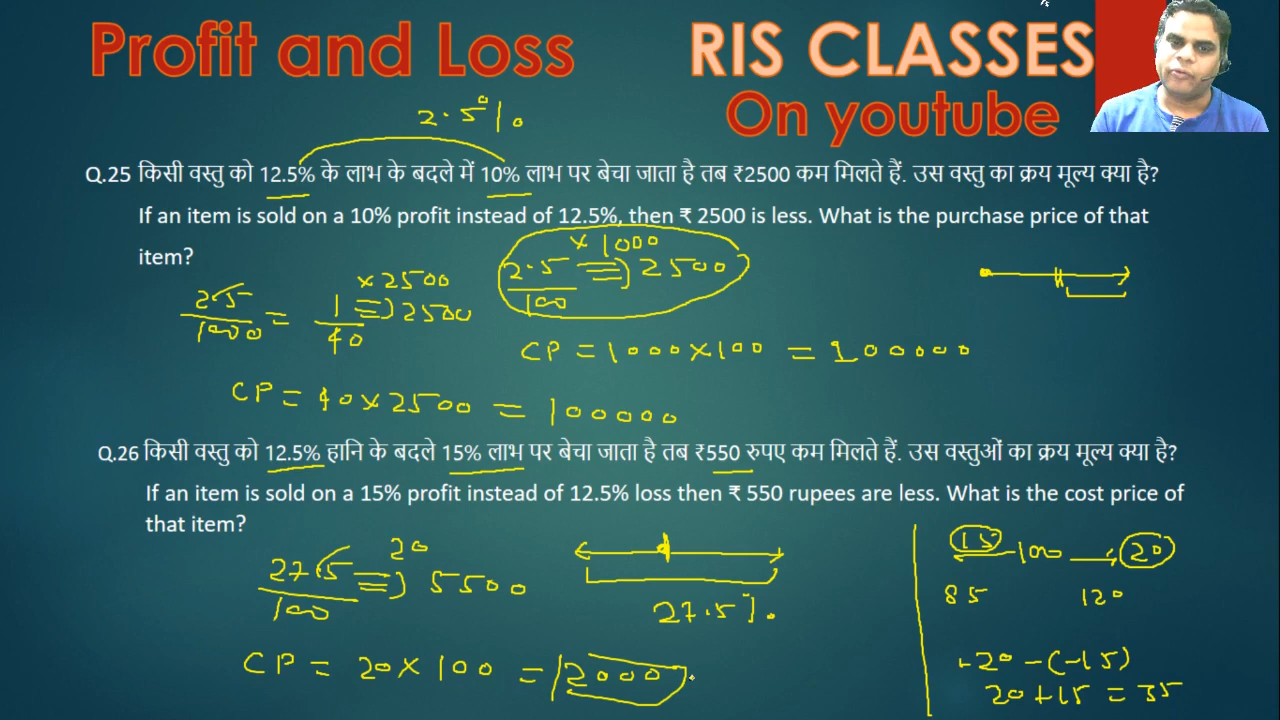 Profit and Loss
RIS CLASSES
On youtube
2.5%
Q.25 किसी वस्तु को 12.5% के लाभ के बदले में 10% लाभ पर बेचा जाता है तब ₹2500 कम मिलते हैं. उस वस्तु का क्रय मूल्य क्या है?
If an item is sold on a 10% profit instead of 12.5%, then ₹ 2500 is less. What is the purchase price of that
item?
× 1000
2.5/100 => 2500
× 2500
25/1000 = 1/40 => 2500
CP = 1000×100 = 100000
CP = 40×2500 = 100000
Q.26 किसी वस्तु को 12.5% हानि के बदले 15% लाभ पर बेचा जाता है तब ₹550 रुपए कम मिलते हैं. उस वस्तुओं का क्रय मूल्य क्या है?
If an item is sold on a 15% profit instead of 12.5% loss then ₹ 550 rupees are less. What is the cost price of
that item?
20
275/100 => 5500
27.5%
CP = 20×100 = 2000
15 100 20
85 120
+20-(-15)
20+15 = 35